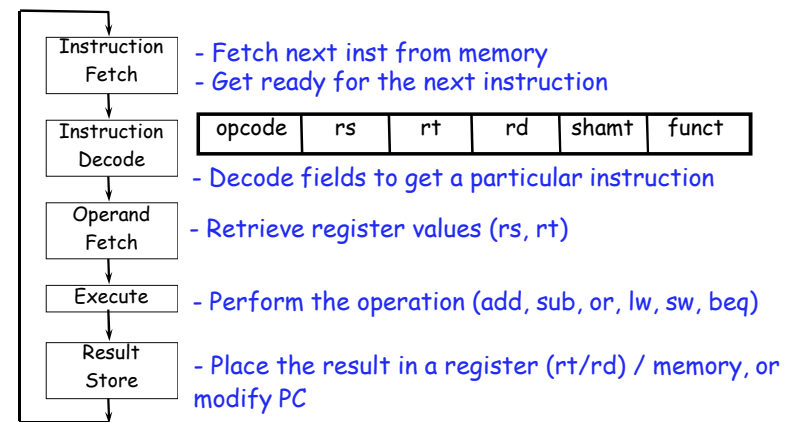 Instruction
Fetch
- Fetch next inst from memory
- Get ready for the next instruction
Instruction
Decode
opcode rs rt rd shamt funct
- Decode fields to get a particular instruction
Operand
Fetch
- Retrieve register values (rs, rt)
Execute
- Perform the operation (add, sub, or, lw, sw, beq)
Result
Store
- Place the result in a register (rt/rd) / memory, or
modify PC